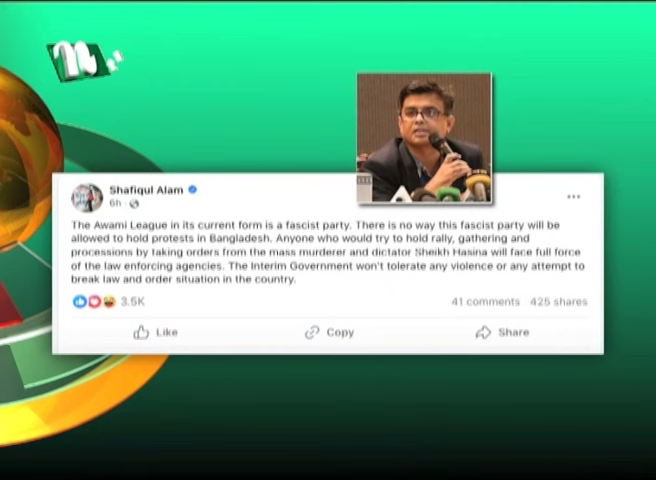 Shafiqul Alam
6h
The Awami League in its current form is a fascist party. There is no way this fascist party will be
allowed to hold protests in Bangladesh. Anyone who would try to hold rally, gathering and
processions by taking orders from the mass murderer and dictator Sheikh Hasina will face full force
of the law enforcing agencies. The Interim Government won't tolerate any violence or any attempt to
break law and order situation in the country.
3.5K 41 comments 425 shares
Like Copy Share